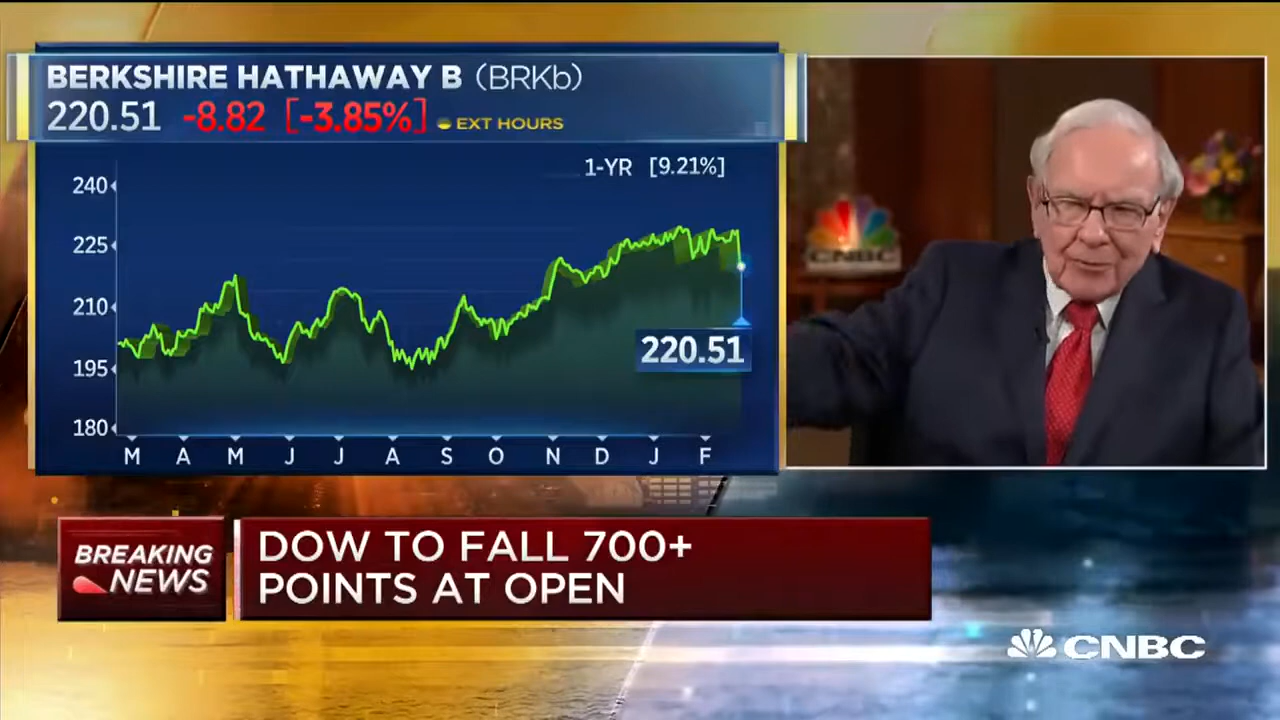 BERKSHIRE HATHAWAY B (BRKb)
220.51 -8.82 [-3.85%] EXT HOURS
1-YR [9.21%]
240
225
210
195
180
220.51
M A M J J A S O N D J F
CNBC
BREAKING NEWS
DOW TO FALL 700+
POINTS AT OPEN
CNBC